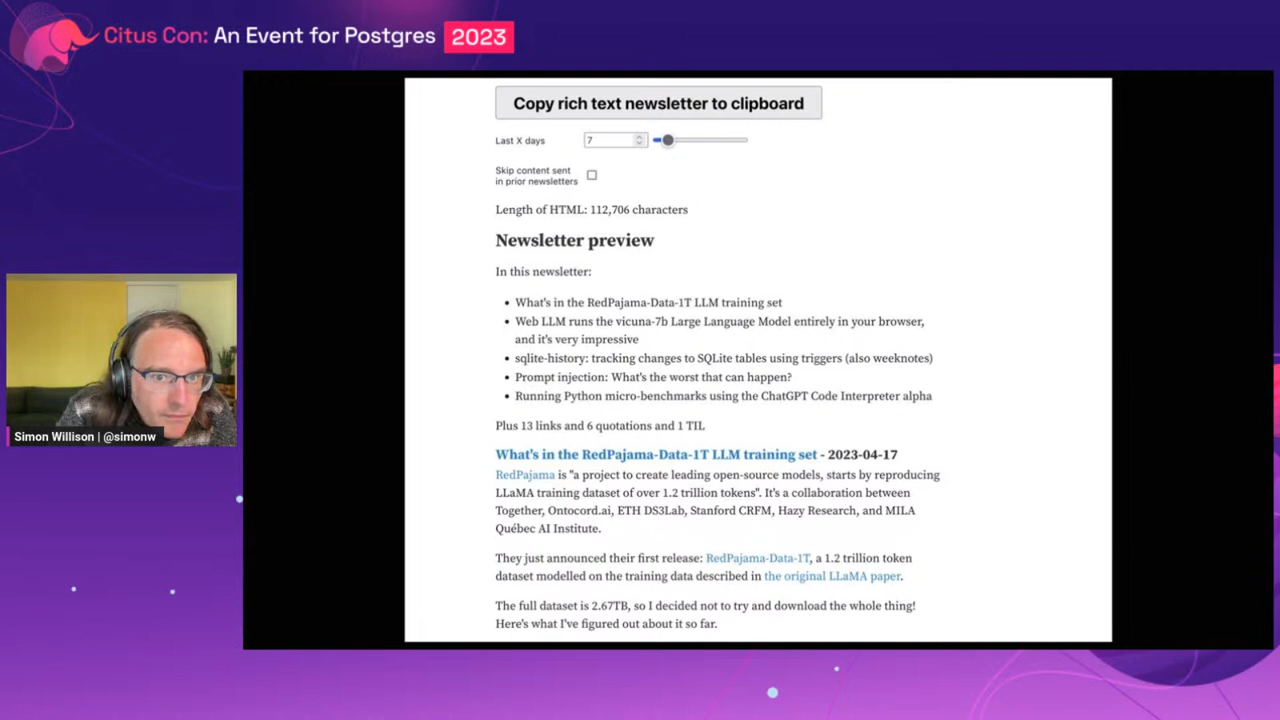 Citus Con: An Event for Postgres 2023
Copy rich text newsletter to clipboard
Last X days 7
Skip content sent
in prior newsletters
Length of HTML: 112,706 characters
Newsletter preview
In this newsletter:
• What's in the RedPajama-Data-1T LLM training set
• Web LLM runs the vicuna-7b Large Language Model entirely in your browser,
and it's very impressive
• sqlite-history: tracking changes to SQLite tables using triggers (also weeknotes)
• Prompt injection: What's the worst that can happen?
• Running Python micro-benchmarks using the ChatGPT Code Interpreter alpha
Plus 13 links and 6 quotations and 1 TIL
What's in the RedPajama-Data-1T LLM training set - 2023-04-17
RedPajama is "a project to create leading open-source models, starts by reproducing
LLaMA training dataset of over 1.2 trillion tokens". It's a collaboration between
Together, Ontocord.ai, ETH DS3Lab, Stanford CRFM, Hazy Research, and MILA
Québec AI Institute.
They just announced their first release: RedPajama-Data-1T, a 1.2 trillion token
dataset modelled on the training data described in the original LLaMA paper.
The full dataset is 2.67TB, so I decided not to try and download the whole thing!
Here's what I've figured out about it so far.
Simon Willison | @simonw